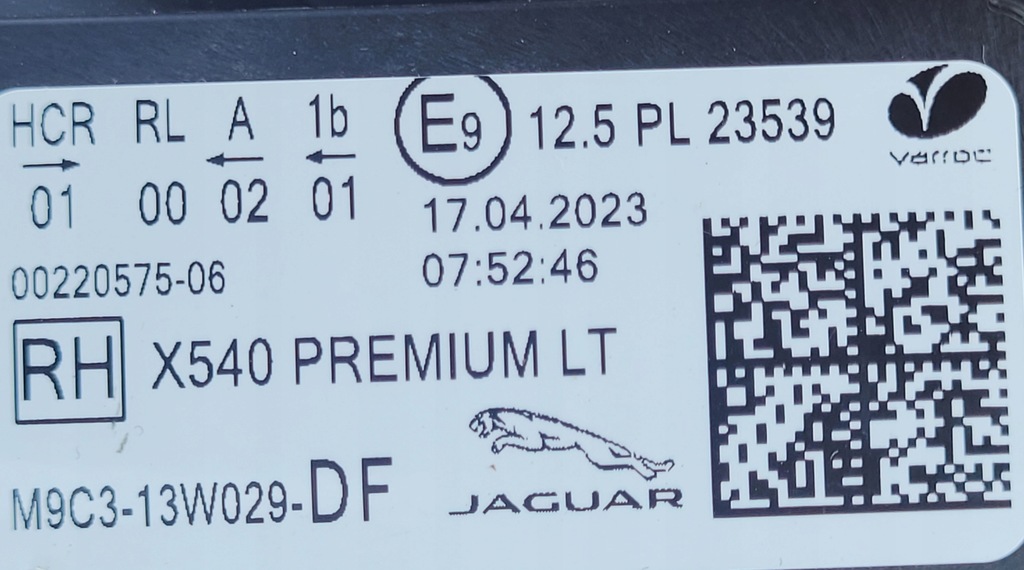 HCR RL A 1b E9 12.5 PL 23539
varroc
→ ← ←
01 00 02 01
17.04.2023
00220575-06
07:52:46
RH X540 PREMIUM LT
M9C3-13W029-DF
JAGUAR